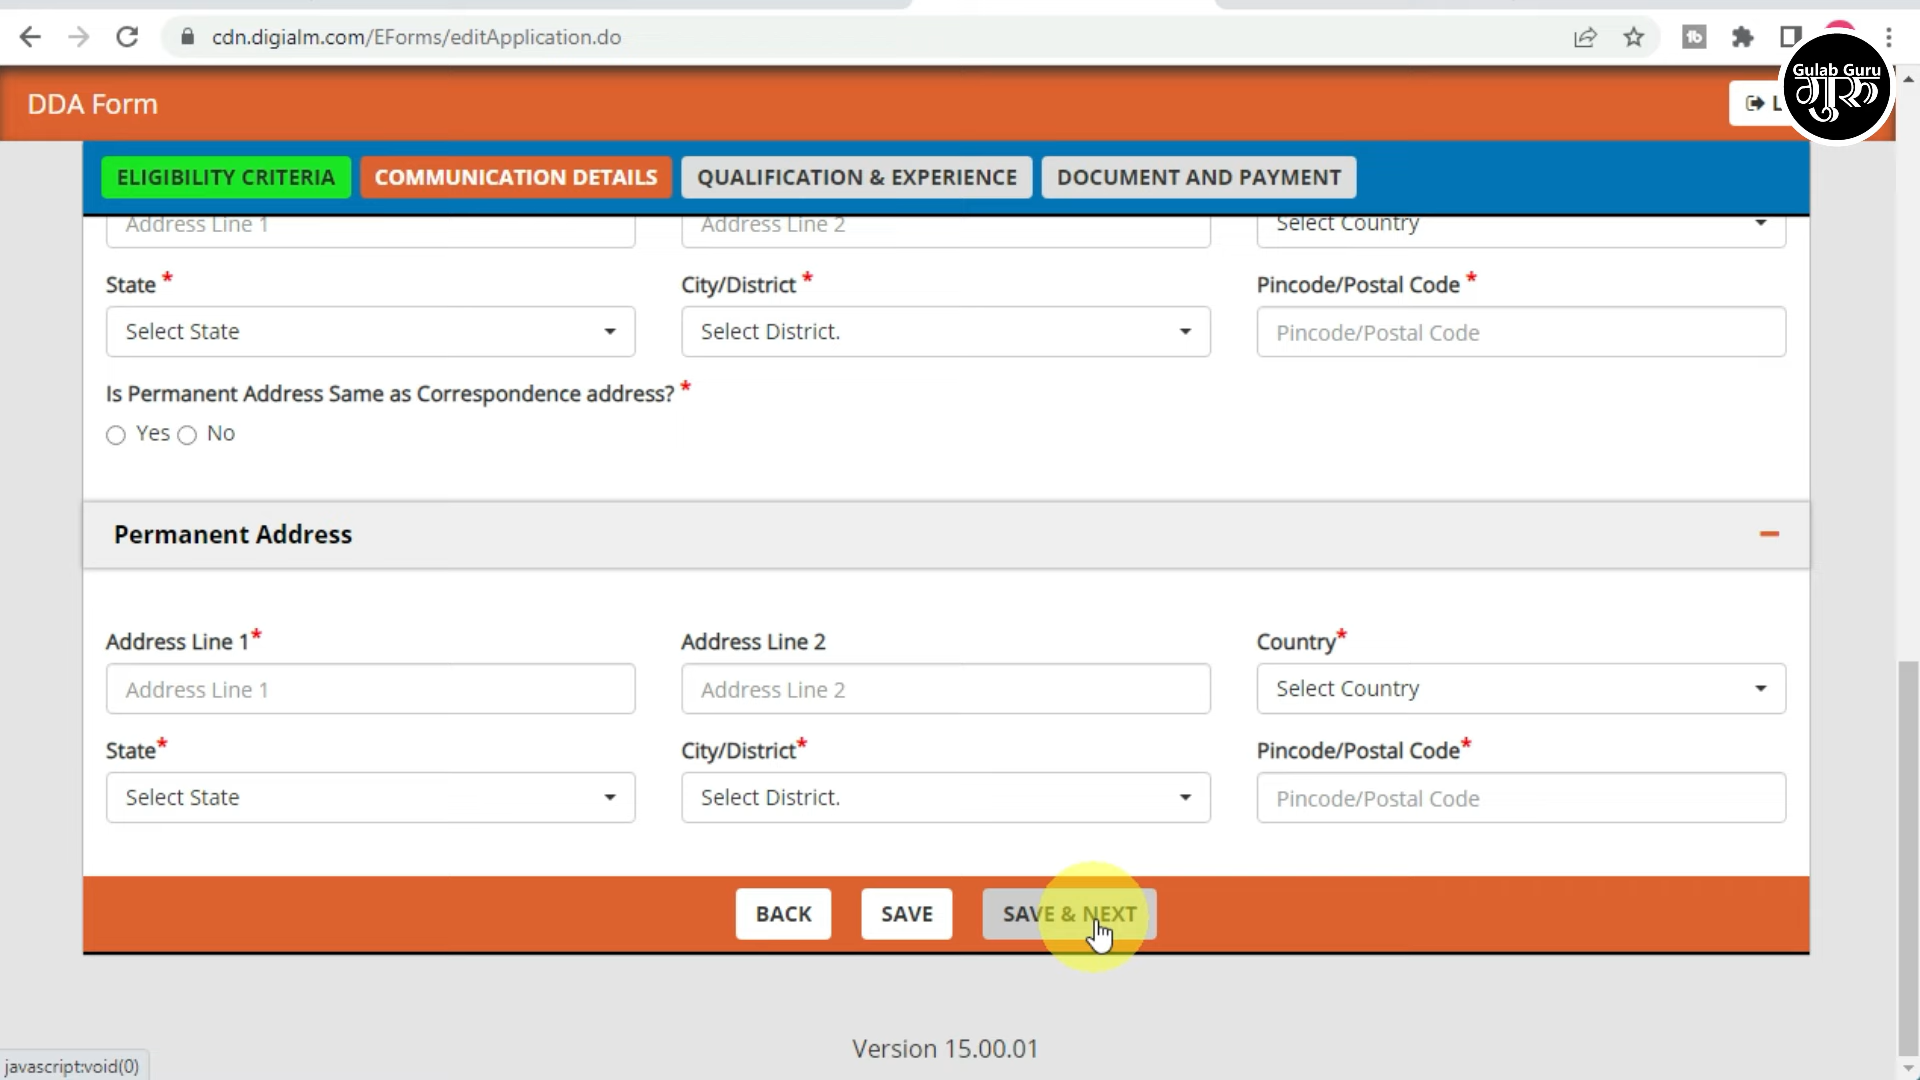 cdn.digialm.com/EForms/editApplication.do
Gulab Guru
गुरु
DDA Form
L
ELIGIBILITY CRITERIA COMMUNICATION DETAILS QUALIFICATION & EXPERIENCE DOCUMENT AND PAYMENT
Address Line 1 Address Line 2 Select Country
State * City/District * Pincode/Postal Code *
Select State Select District. Pincode/Postal Code
Is Permanent Address Same as Correspondence address? *
Yes No
Permanent Address
Address Line 1* Address Line 2 Country*
Address Line 1 Address Line 2 Select Country
State* City/District* Pincode/Postal Code*
Select State Select District. Pincode/Postal Code
BACK SAVE SAVE & NEXT
Version 15.00.01
javascript:void(0)